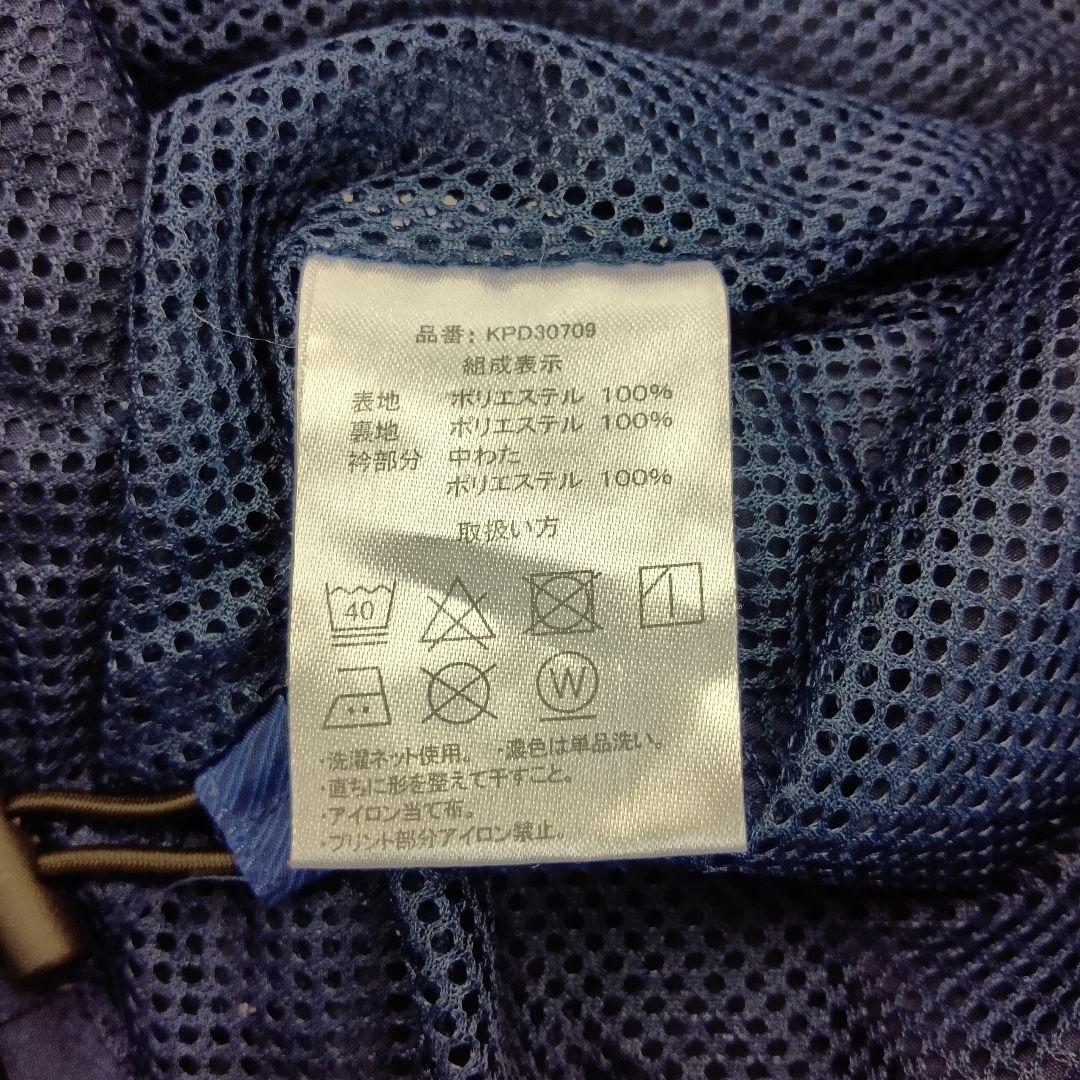 品番: KPD30709
組成表示
表地 ポリエステル 100%
裏地 ポリエステル 100%
衿部分 中わた
ポリエステル 100%
取扱い方
40
W
・洗濯ネット使用。 ・濃色は単品洗い。
・直ちに形を整えて干すこと。
・アイロン当て布。
・プリント部分アイロン禁止。